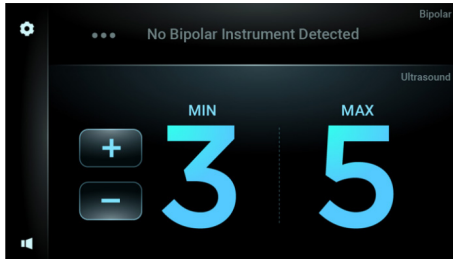 Bipolar
••• No Bipolar Instrument Detected
Ultrasound
MIN MAX
+ 3 5
−